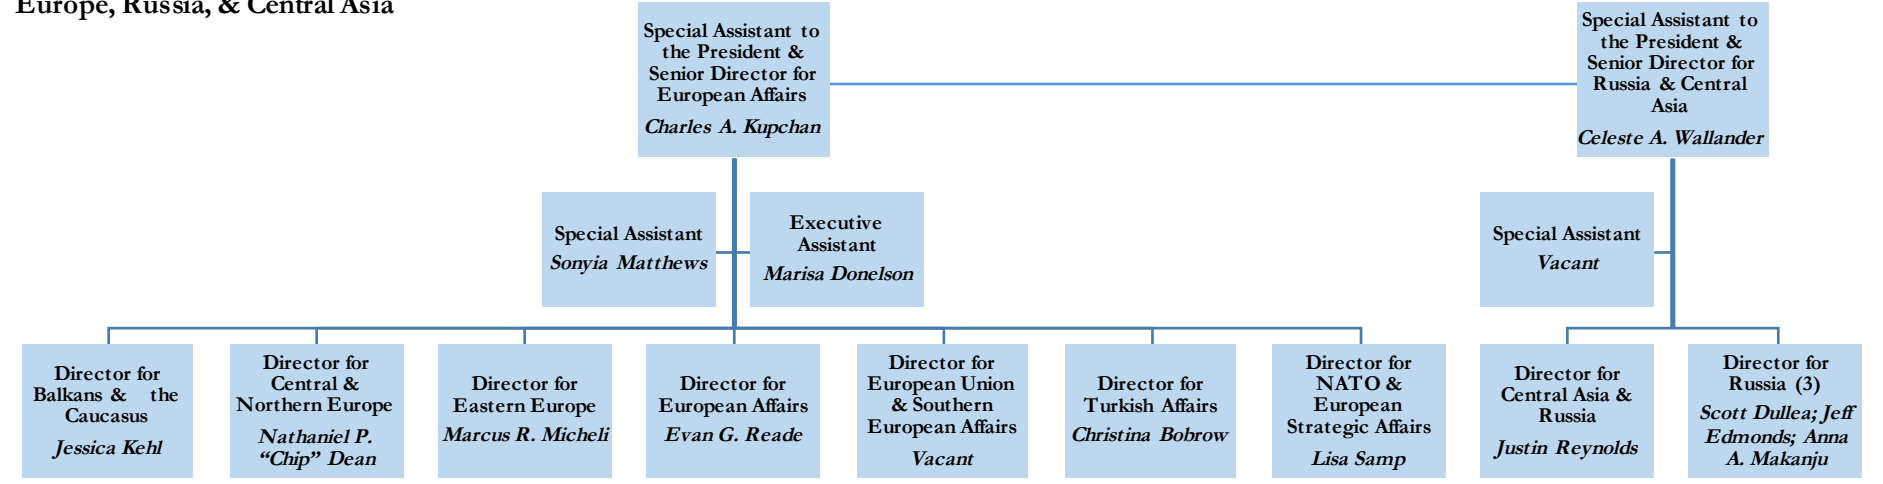 Europe, Russia, & Central Asia
Special Assistant to
the President &
Senior Director for
European Affairs
Charles A. Kupchan
Special Assistant to
the President &
Senior Director for
Russia & Central
Asia
Celeste A. Wallander
Special Assistant
Sonyia Matthews
Executive
Assistant
Marisa Donelson
Special Assistant
Vacant
Director for
Balkans & the
Caucasus
Jessica Kehl
Director for
Central &
Northern Europe
Nathaniel P.
“Chip” Dean
Director for
Eastern Europe
Marcus R. Micheli
Director for
European Affairs
Evan G. Reade
Director for
European Union
& Southern
European Affairs
Vacant
Director for
Turkish Affairs
Christina Bobrow
Director for
NATO &
European
Strategic Affairs
Lisa Samp
Director for
Central Asia &
Russia
Justin Reynolds
Director for
Russia (3)
Scott Dullea; Jeff
Edmonds; Anna
A. Makanju